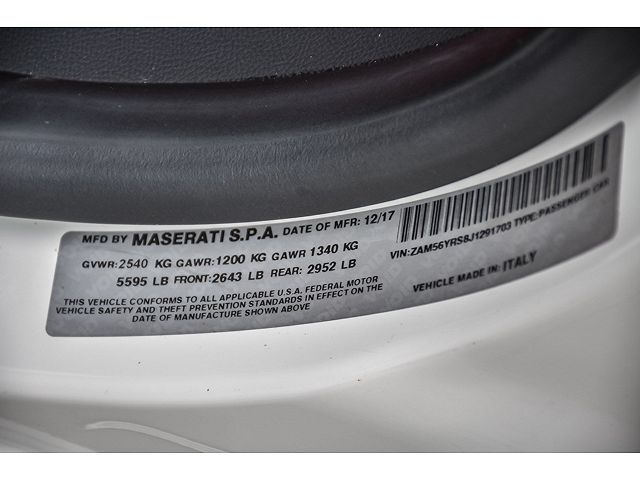 MFD BY MASERATI S.P.A. DATE OF MFR: 12/17
GVWR:2540 KG GAWR:1200 KG GAWR 1340 KG
5595 LB FRONT:2643 LB REAR: 2952 LB
THIS VEHICLE CONFORMS TO ALL APPLICABLE U.S.A. FEDERAL MOTOR
VEHICLE SAFETY AND THEFT PREVENTION STANDARDS IN EFFECT ON THE
DATE OF MANUFACTURE SHOWN ABOVE
VIN:ZAM56YRS8J1291703 TYPE:PASSENGER CAR
VEHICLE MADE IN: ITALY